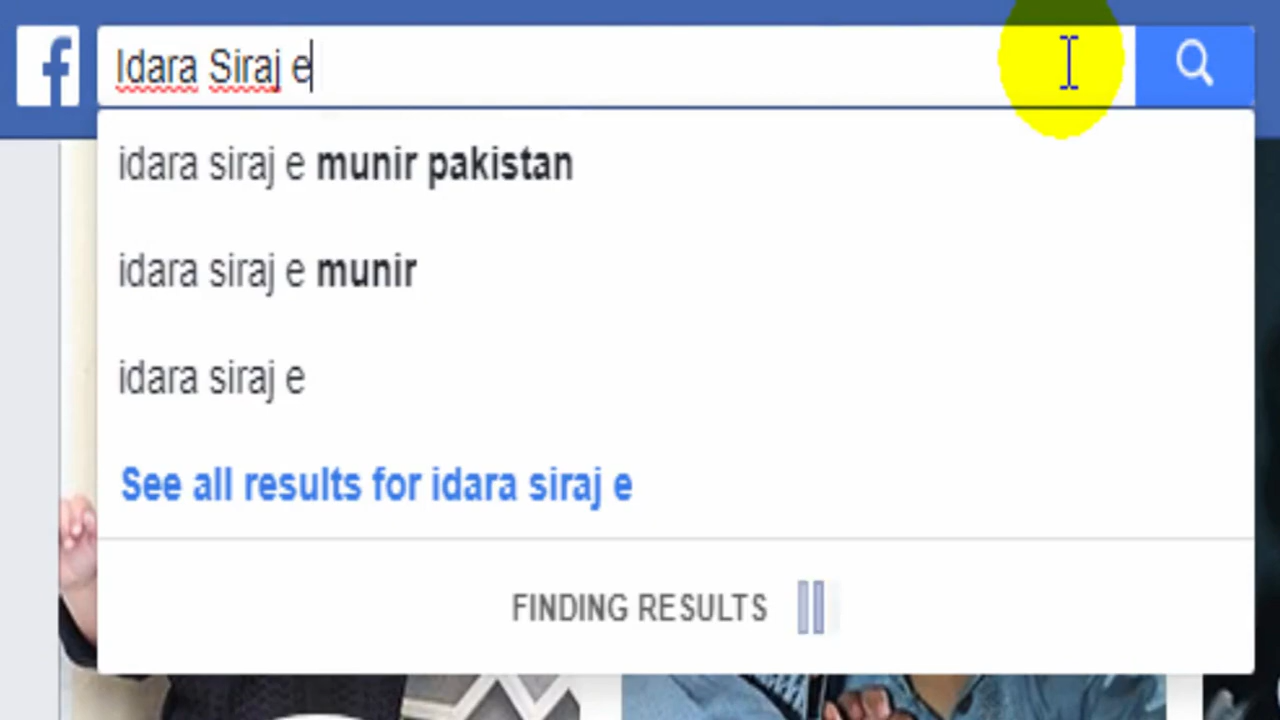 Idara Siraj e
idara siraj e munir pakistan
idara siraj e munir
idara siraj e
See all results for idara siraj e
FINDING RESULTS